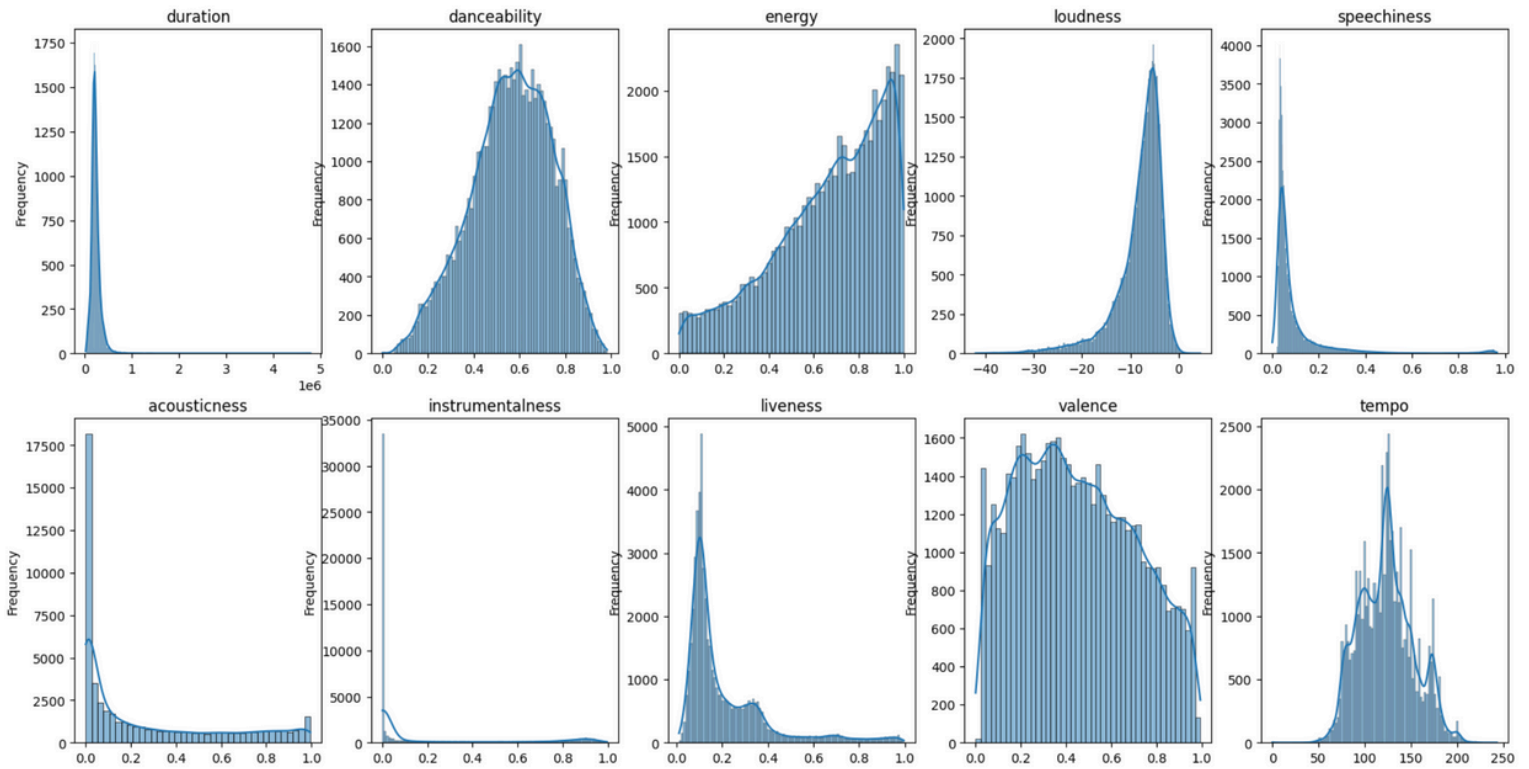 duration
1750
1500
1250
1000
750
500
250
0
Frequency
0 1 2 3 4 5
1e6
danceability
1600
1400
1200
1000
800
600
400
200
0
Frequency
0.0 0.2 0.4 0.6 0.8 1.0
energy
2000
1500
1000
500
0
Frequency
0.0 0.2 0.4 0.6 0.8 1.0
loudness
2000
1750
1500
1250
1000
750
500
250
0
Frequency
−40 −30 −20 −10 0
speechiness
4000
3500
3000
2500
2000
1500
1000
500
0
Frequency
0.0 0.2 0.4 0.6 0.8 1.0
acousticness
17500
15000
12500
10000
7500
5000
2500
0
Frequency
0.0 0.2 0.4 0.6 0.8 1.0
instrumentalness
35000
30000
25000
20000
15000
10000
5000
0
Frequency
0.0 0.2 0.4 0.6 0.8 1.0
liveness
5000
4000
3000
2000
1000
0
Frequency
0.0 0.2 0.4 0.6 0.8 1.0
valence
1600
1400
1200
1000
800
600
400
200
0
Frequency
0.0 0.2 0.4 0.6 0.8 1.0
tempo
2500
2000
1500
1000
500
0
Frequency
0 50 100 150 200 250